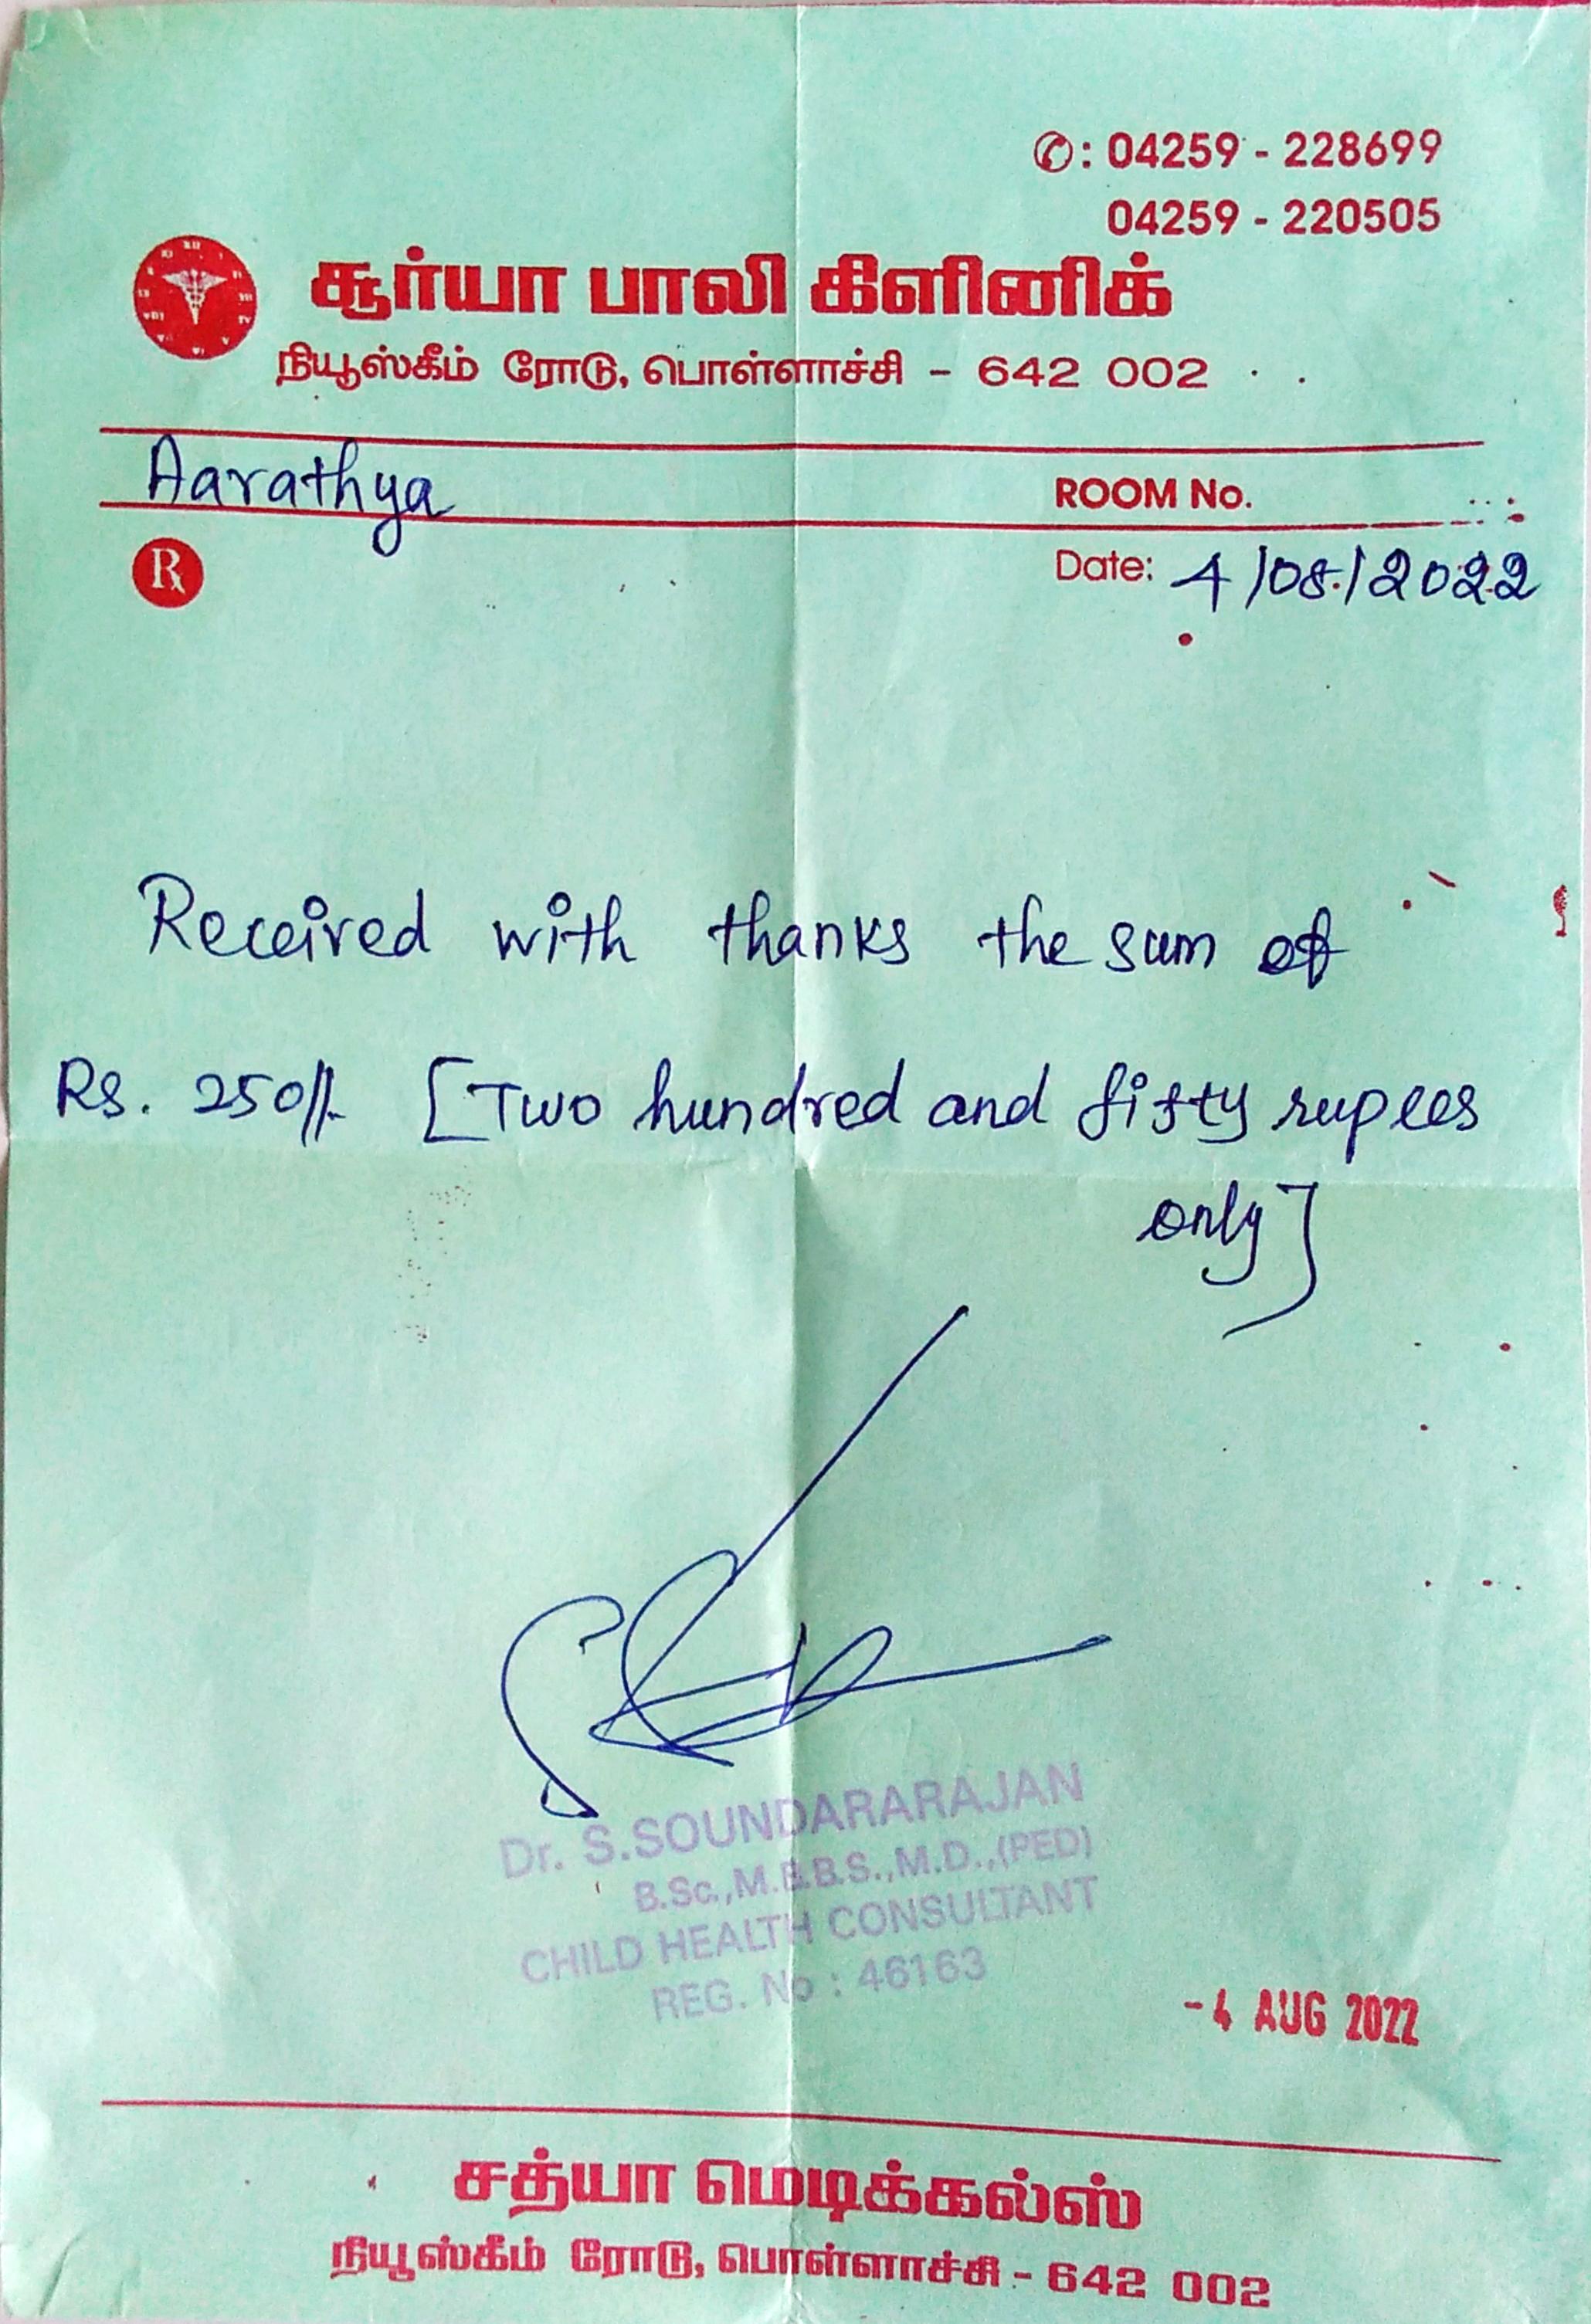 ✆: 04259 - 228699
04259 - 220505
சூர்யா பாலி கிளினிக்
நியூஸ்கீம் ரோடு, பொள்ளாச்சி - 642 002
Aarathya
ROOM No.
Rx
Date: 4/08/2022
Received with thanks the sum of
Rs. 250/- [Two hundred and fifty rupees
only]
Dr. S.SOUNDARARAJAN
B.Sc.,M.B.B.S.,M.D.,(PED)
CHILD HEALTH CONSULTANT
REG. No : 46163
-4 AUG 2022
சத்யா மெடிக்கல்ஸ்
நியூஸ்கீம் ரோடு, பொள்ளாச்சி - 642 002